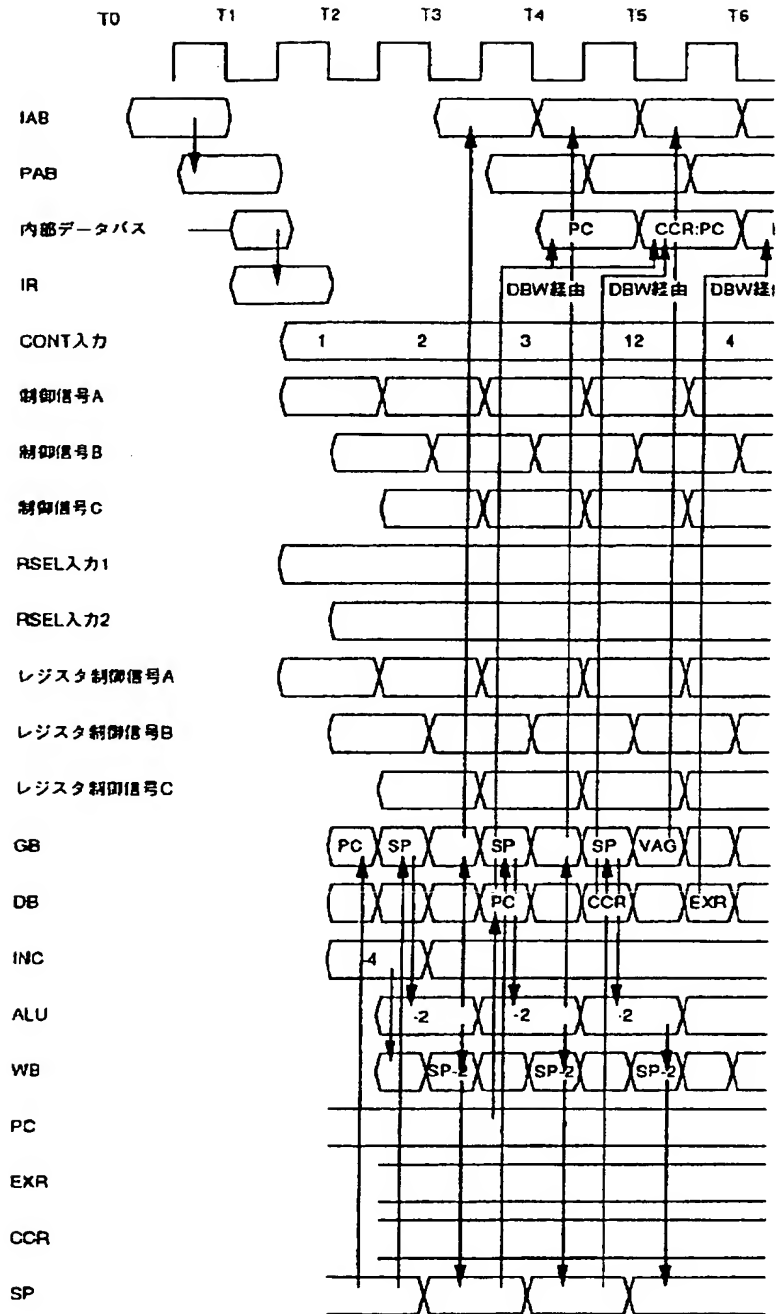 T0 T1 T2 T3 T4 T5 T6
IAB
PAB
内部データバス PC CCR:PC
IR DBW経由 DBW経由 DBW経由
CONT入力 1 2 3 12 4
制御信号A
制御信号B
制御信号C
RSEL入力1
RSEL入力2
レジスタ制御信号A
レジスタ制御信号B
レジスタ制御信号C
GB PC SP SP SP VAG
DB PC CCR EXR
INC -4
ALU -2 -2 -2
WB SP-2 SP-2 SP-2
PC
EXR
CCR
SP